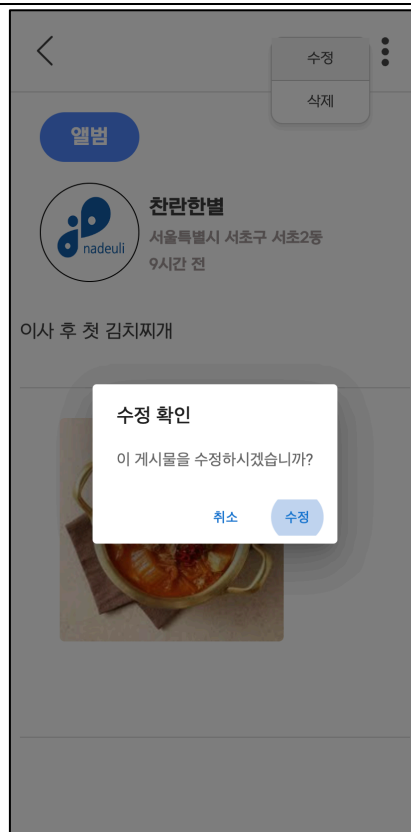 수정
삭제
앨범
nadeuli
찬란한별
서울특별시 서초구 서초2동
9시간 전
이사 후 첫 김치찌개
수정 확인
이 게시물을 수정하시겠습니까?
취소 수정